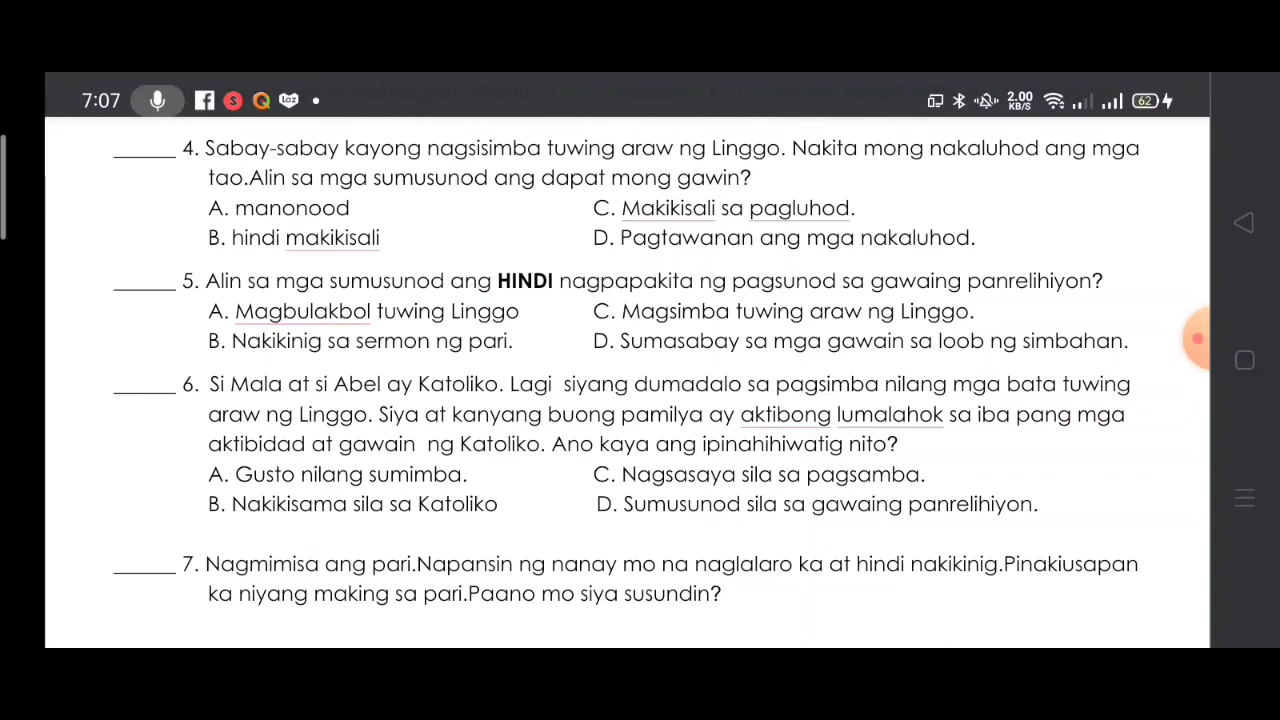 7:07
2.00
KB/S
62
______ 4. Sabay-sabay kayong nagsisimba tuwing araw ng Linggo. Nakita mong nakaluhod ang mga
tao.Alin sa mga sumusunod ang dapat mong gawin?
A. manonood C. Makikisali sa pagluhod.
B. hindi makikisali D. Pagtawanan ang mga nakaluhod.
______ 5. Alin sa mga sumusunod ang HINDI nagpapakita ng pagsunod sa gawaing panrelihiyon?
A. Magbulakbol tuwing Linggo C. Magsimba tuwing araw ng Linggo.
B. Nakikinig sa sermon ng pari. D. Sumasabay sa mga gawain sa loob ng simbahan.
______ 6. Si Mala at si Abel ay Katoliko. Lagi siyang dumadalo sa pagsimba nilang mga bata tuwing
araw ng Linggo. Siya at kanyang buong pamilya ay aktibong lumalahok sa iba pang mga
aktibidad at gawain ng Katoliko. Ano kaya ang ipinahihiwatig nito?
A. Gusto nilang sumimba. C. Nagsasaya sila sa pagsamba.
B. Nakikisama sila sa Katoliko D. Sumusunod sila sa gawaing panrelihiyon.
______ 7. Nagmimisa ang pari.Napansin ng nanay mo na naglalaro ka at hindi nakikinig.Pinakiusapan
ka niyang making sa pari.Paano mo siya susundin?